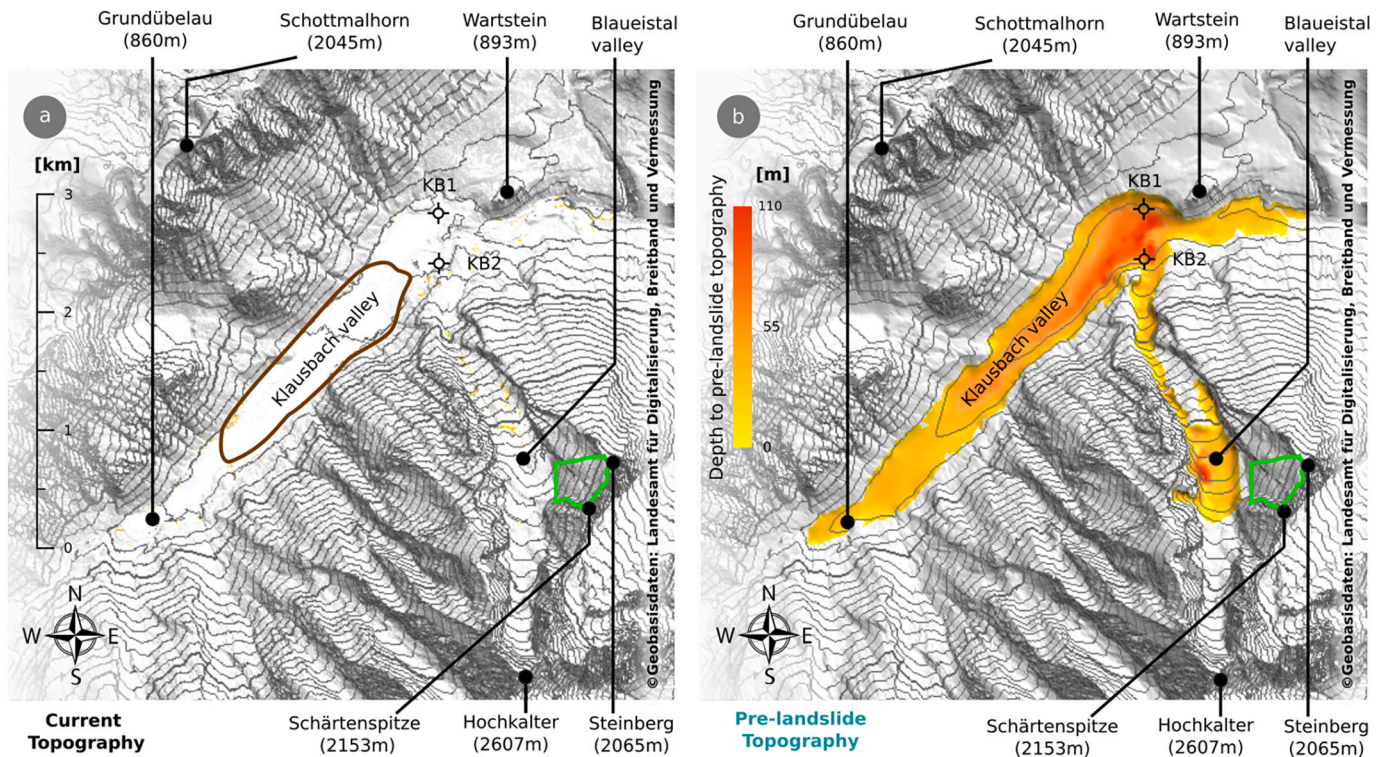 Grundübelau
(860m)
Schottmalhorn
(2045m)
Wartstein
(893m)
Blaueistal
valley
a
[km]
3
2
1
0
KB1
KB2
Klausbach valley
N
W
E
S
©Geobasisdaten: Landesamt für Digitalisierung, Breitband und Vermessung
Current
Topography
Schärtenspitze
(2153m)
Hochkalter
(2607m)
Steinberg
(2065m)
Grundübelau
(860m)
Schottmalhorn
(2045m)
Wartstein
(893m)
Blaueistal
valley
b
[m]
110
55
0
Depth to pre-landslide topography
KB1
KB2
Klausbach valley
N
W
E
S
©Geobasisdaten: Landesamt für Digitalisierung, Breitband und Vermessung
Pre-landslide
Topography
Schärtenspitze
(2153m)
Hochkalter
(2607m)
Steinberg
(2065m)